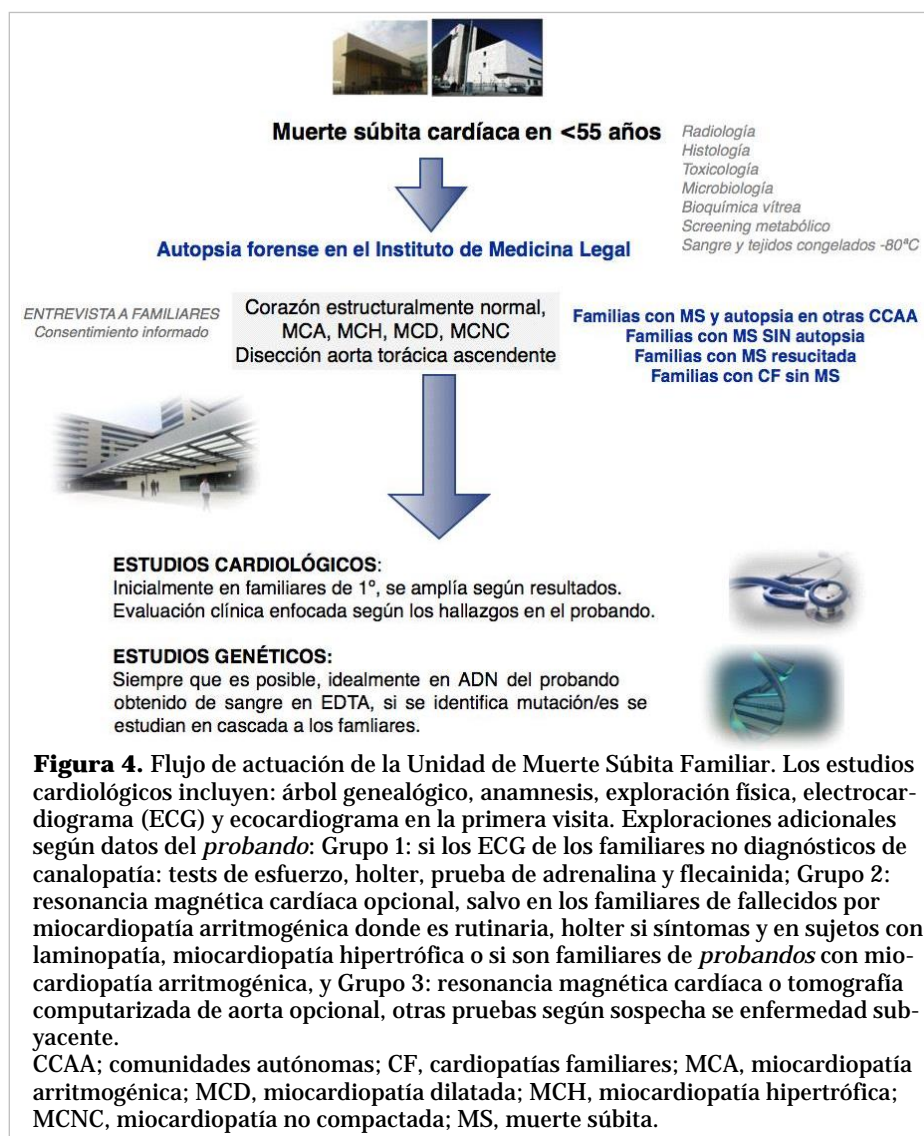 Muerte súbita cardíaca en <55 años
Radiología
Histología
Toxicología
Microbiología
Bioquímica vítrea
Screening metabólico
Sangre y tejidos congelados -80ªC
Autopsia forense en el Instituto de Medicina Legal
ENTREVISTA A FAMILIARES
Consentimiento informado
Corazón estructuralmente normal,
MCA, MCH, MCD, MCNC
Disección aorta torácica ascendente
Familias con MS y autopsia en otras CCAA
Familias con MS SIN autopsia
Familias con MS resucitada
Familias con CF sin MS
ESTUDIOS CARDIOLÓGICOS:
Inicialmente en familiares de 1º, se amplía según resultados.
Evaluación clínica enfocada según los hallazgos en el probando.
ESTUDIOS GENÉTICOS:
Siempre que es posible, idealmente en ADN del probando
obtenido de sangre en EDTA, si se identifica mutación/es se
estudian en cascada a los famliares.
Figura 4. Flujo de actuación de la Unidad de Muerte Súbita Familiar. Los estudios
cardiológicos incluyen: árbol genealógico, anamnesis, exploración física, electrocar-
diograma (ECG) y ecocardiograma en la primera visita. Exploraciones adicionales
según datos del probando: Grupo 1: si los ECG de los familiares no diagnósticos de
canalopatía: tests de esfuerzo, holter, prueba de adrenalina y flecainida; Grupo 2:
resonancia magnética cardíaca opcional, salvo en los familiares de fallecidos por
miocardiopatía arritmogénica donde es rutinaria, holter si síntomas y en sujetos con
laminopatía, miocardiopatía hipertrófica o si son familiares de probandos con mio-
cardiopatía arritmogénica, y Grupo 3: resonancia magnética cardíaca o tomografía
computarizada de aorta opcional, otras pruebas según sospecha se enfermedad sub-
yacente.
CCAA; comunidades autónomas; CF, cardiopatías familiares; MCA, miocardiopatía
arritmogénica; MCD, miocardiopatía dilatada; MCH, miocardiopatía hipertrófica;
MCNC, miocardiopatía no compactada; MS, muerte súbita.